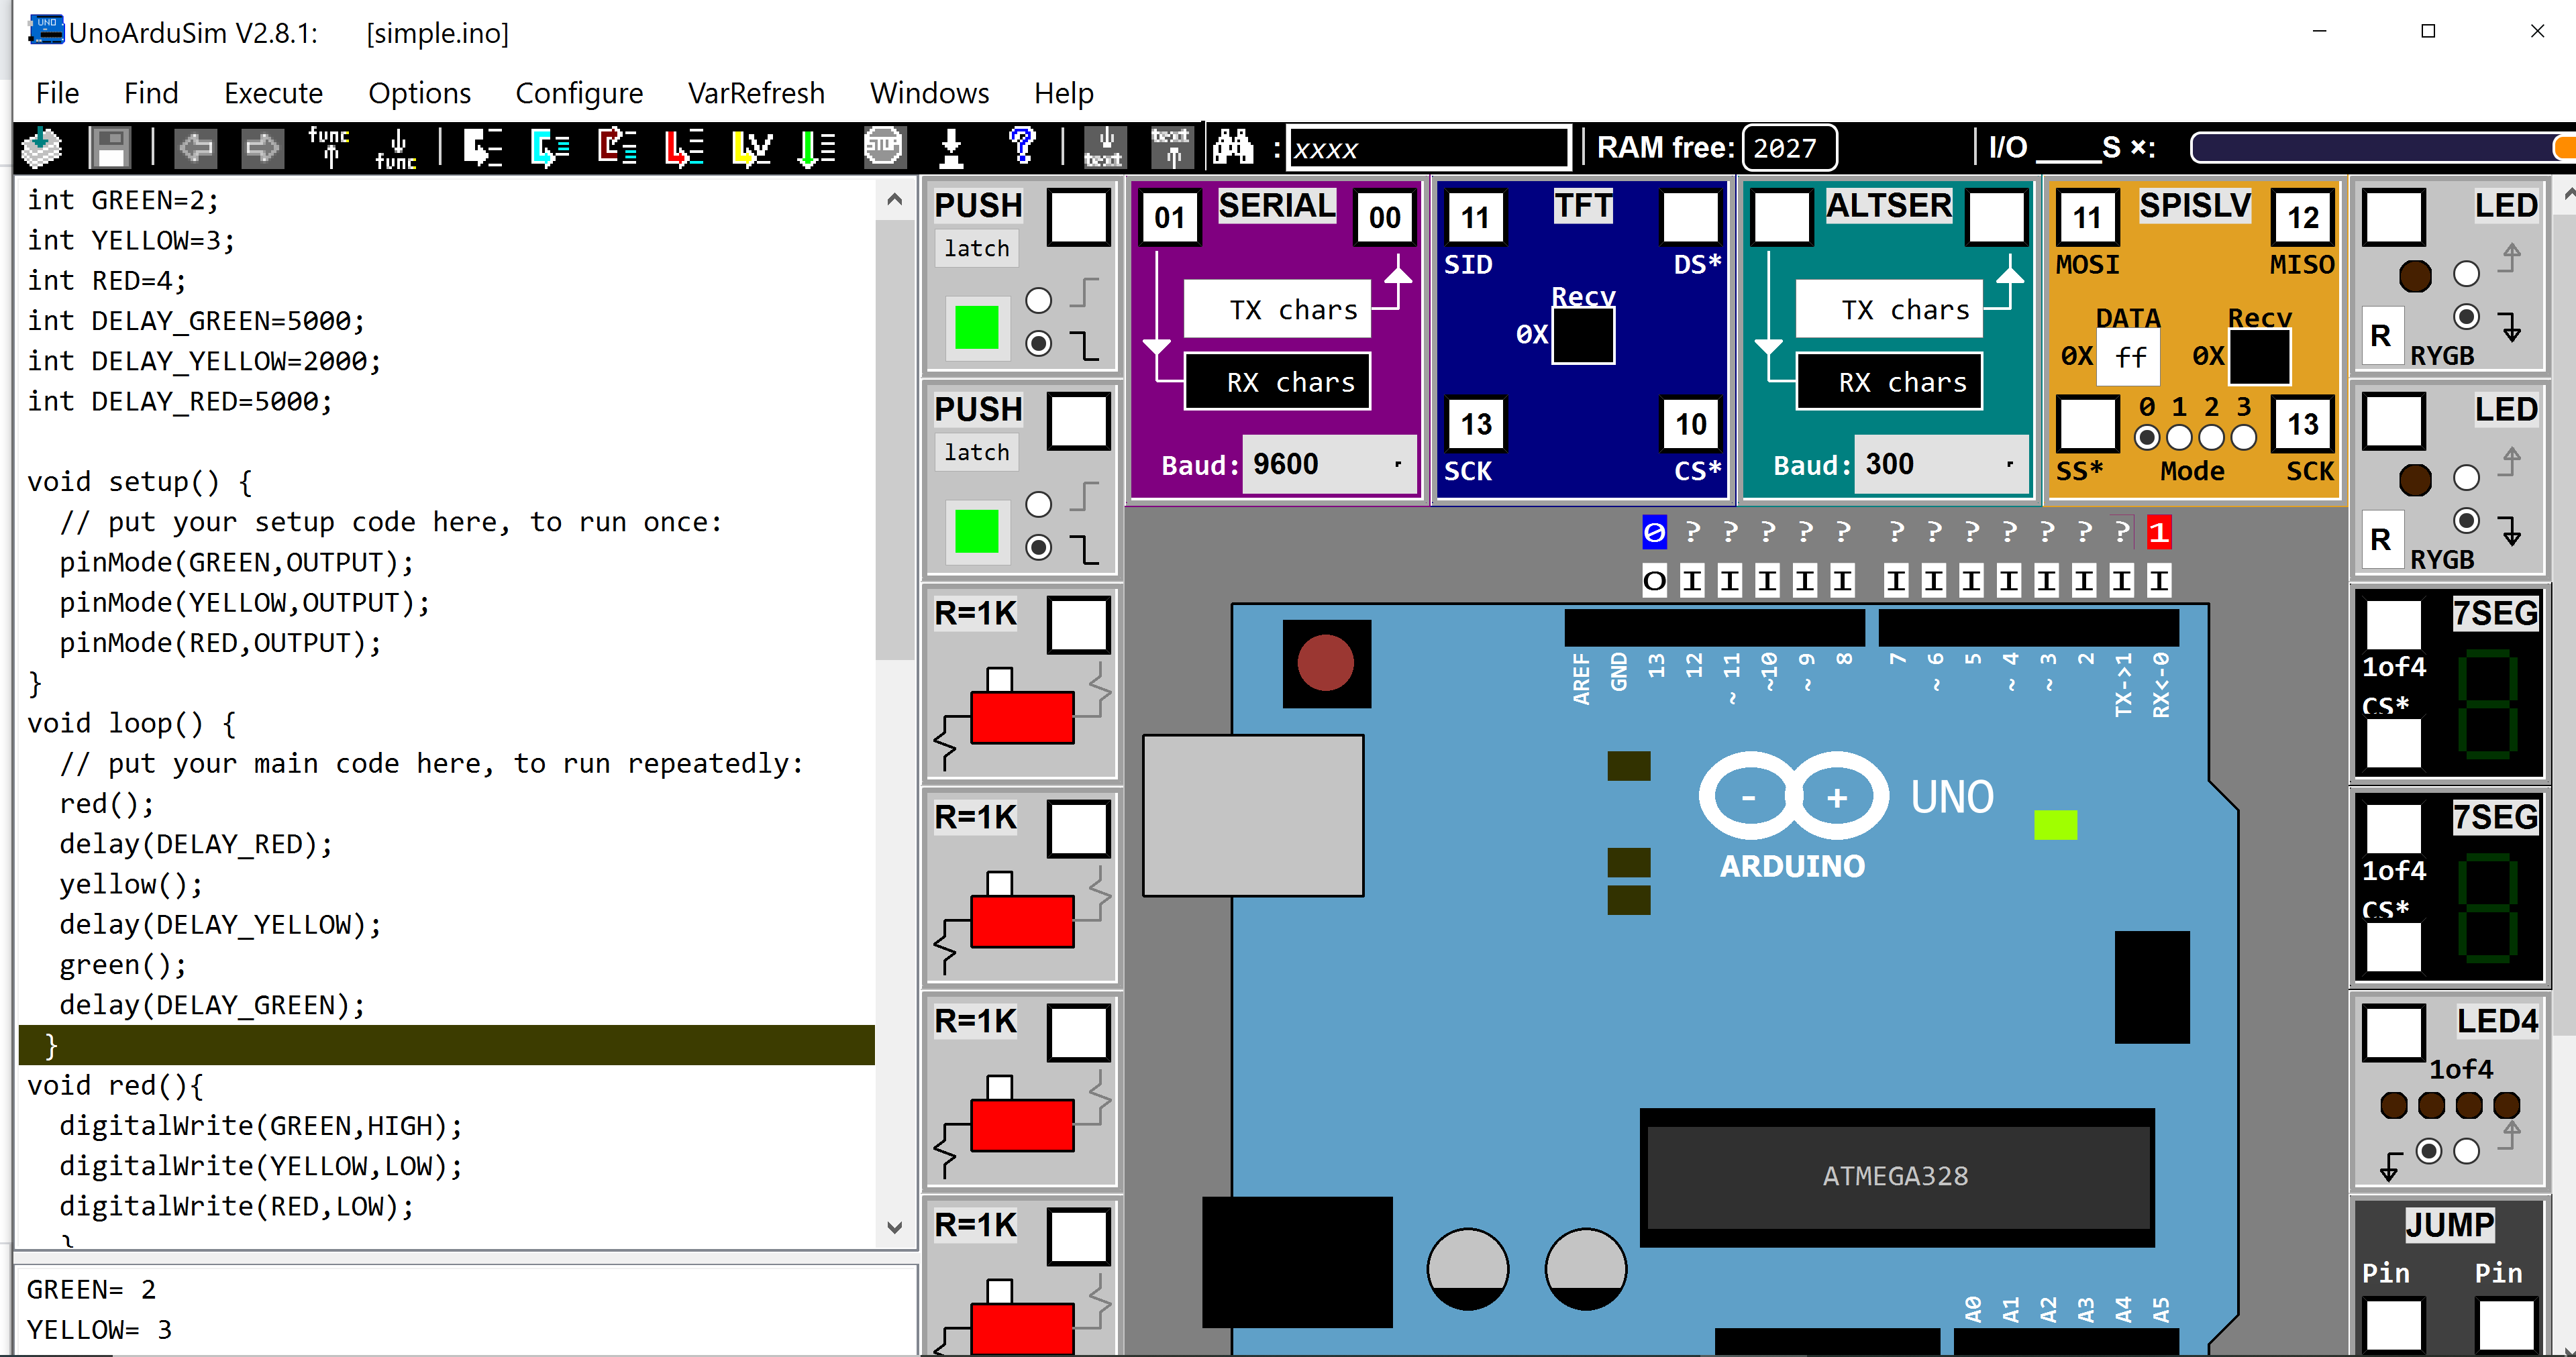 UnoArduSim V2.8.1: [simple.ino]
File Find Execute Options Configure VarRefresh Windows Help
func func STOP ? text text : xxxx RAM free: 2027 I/O ____S ×:
int GREEN=2;
int YELLOW=3;
int RED=4;
int DELAY_GREEN=5000;
int DELAY_YELLOW=2000;
int DELAY_RED=5000;
void setup() {
// put your setup code here, to run once:
pinMode(GREEN,OUTPUT);
pinMode(YELLOW,OUTPUT);
pinMode(RED,OUTPUT);
}
void loop() {
// put your main code here, to run repeatedly:
red();
delay(DELAY_RED);
yellow();
delay(DELAY_YELLOW);
green();
delay(DELAY_GREEN);
}
void red(){
digitalWrite(GREEN,HIGH);
digitalWrite(YELLOW,LOW);
digitalWrite(RED,LOW);
}
GREEN= 2
YELLOW= 3
PUSH
latch
PUSH
latch
R=1K
R=1K
R=1K
R=1K
01 SERIAL 00
TX chars
RX chars
Baud: 9600
11 TFT
SID DS*
Recv
0X
13 10
SCK CS*
ALTSER
TX chars
RX chars
Baud: 300
11 SPISLV 12
MOSI MISO
DATA Recv
0X ff 0X
0 1 2 3
13
SS* Mode SCK
0 ? ? ? ? ? ? ? ? ? ? ? ? 1
O I I I I I I I I I I I I I
AREF GND 13 12 ~11 ~10 ~9 8 7 ~6 5 ~4 ~3 2 TX->1 RX<-0
- + UNO
ARDUINO
ATMEGA328
A0 A1 A2 A3 A4 A5
LED
R RYGB
LED
R RYGB
7SEG
1of4
CS*
7SEG
1of4
CS*
LED4
1of4
JUMP
Pin Pin